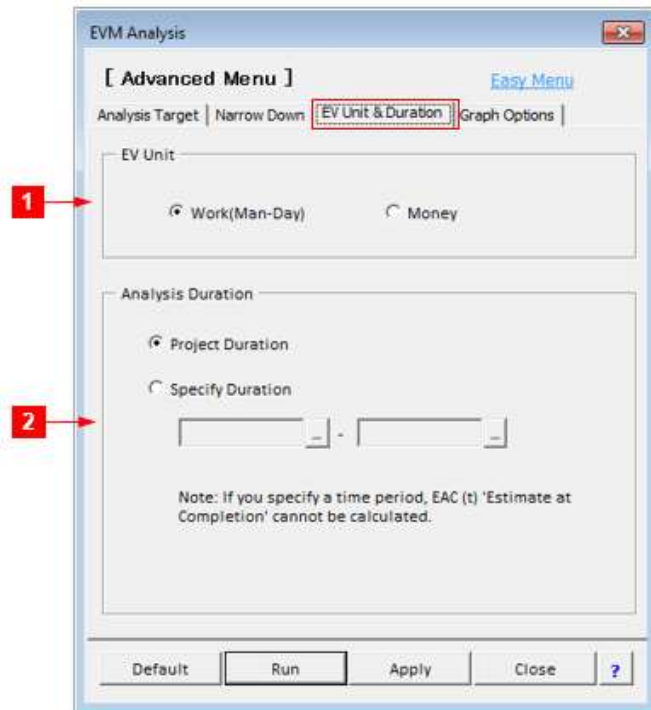 EVM Analysis
[ Advanced Menu ]
Easy Menu
Analysis Target | Narrow Down | EV Unit & Duration | Graph Options |
EV Unit
1
Work(Man-Day) Money
Analysis Duration
Project Duration
Specify Duration
2
... - ...
Note: If you specify a time period, EAC (t) 'Estimate at
Completion' cannot be calculated.
Default Run Apply Close ?